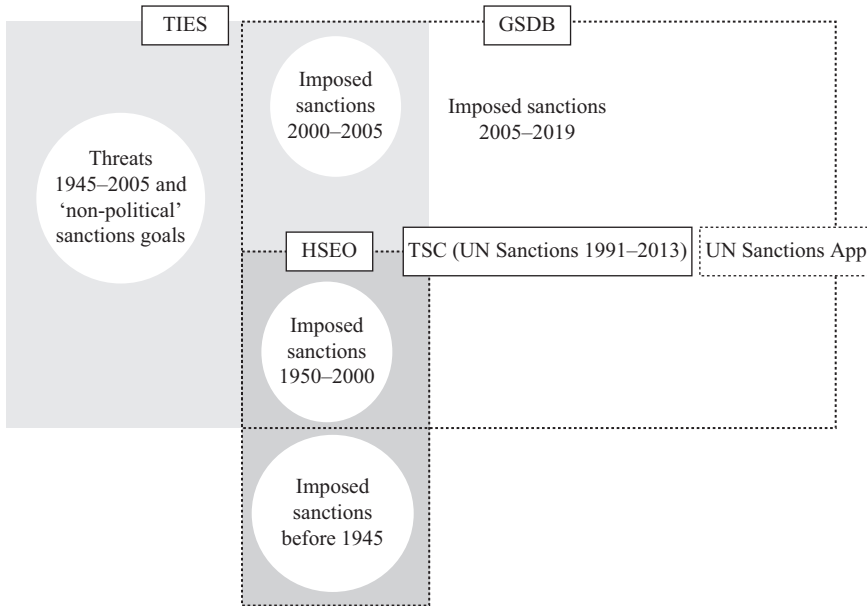 TIES
GSDB
Imposed
sanctions
2000–2005
Imposed sanctions
2005–2019
Threats
1945–2005 and
‘non-political’
sanctions goals
HSEO
TSC (UN Sanctions 1991–2013)
UN Sanctions App
Imposed
sanctions
1950–2000
Imposed
sanctions
before 1945